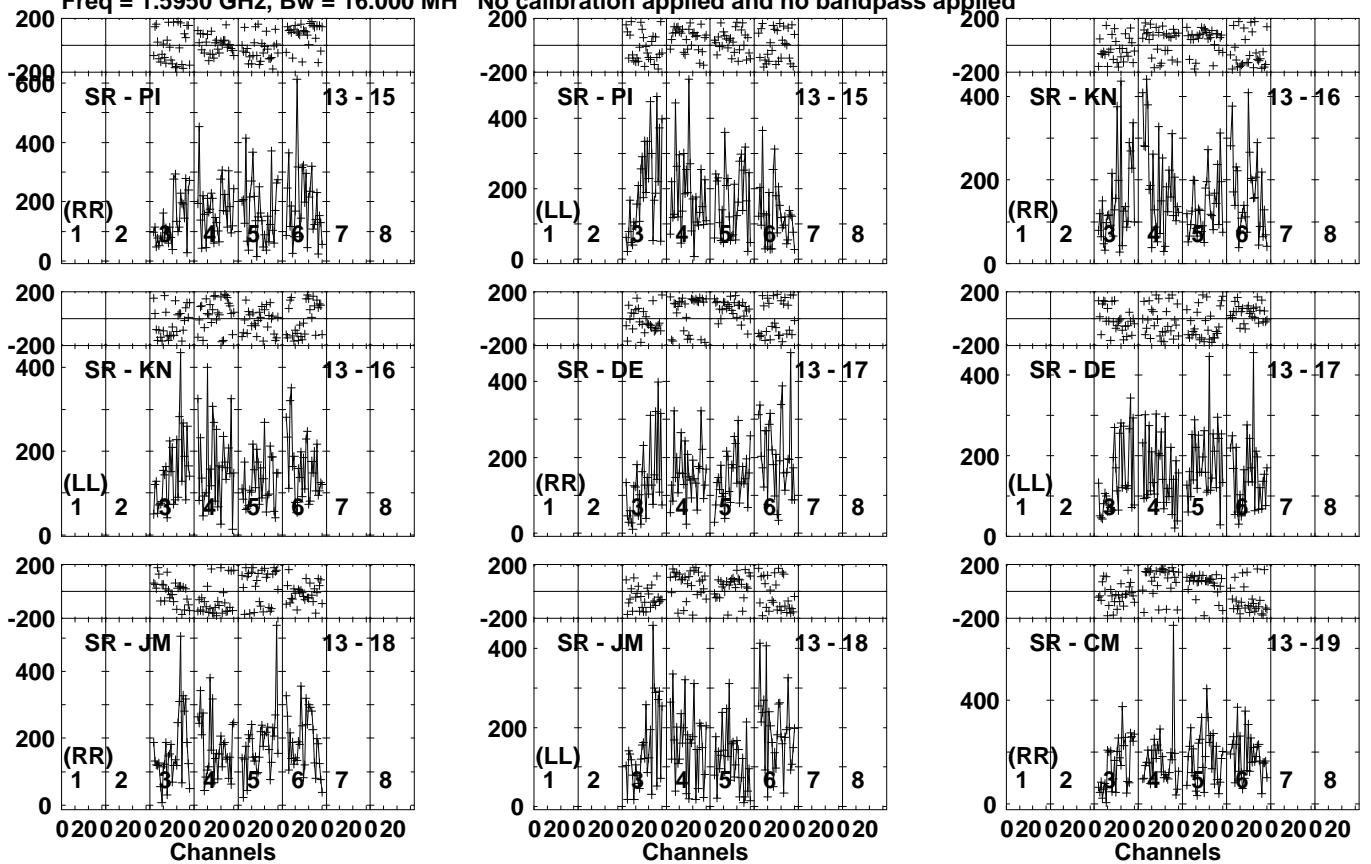 Freq = 1.5950 GHz, Bw = 16.000 MH No calibration applied and no bandpass applied
200
-200
600
400
200
0
SR - PI 13 - 15
(RR)
1 2 3 4 5 6 7 8
200
-200
400
200
0
SR - PI 13 - 15
(LL)
1 2 3 4 5 6 7 8
200
-200
400
200
0
SR - KN 13 - 16
(RR)
1 2 3 4 5 6 7 8
200
-200
400
200
0
SR - KN 13 - 16
(LL)
1 2 3 4 5 6 7 8
200
-200
400
200
0
SR - DE 13 - 17
(RR)
1 2 3 4 5 6 7 8
200
-200
400
200
0
SR - DE 13 - 17
(LL)
1 2 3 4 5 6 7 8
200
-200
400
200
0
SR - JM 13 - 18
(RR)
1 2 3 4 5 6 7 8
0 20 0 20 0 20 0 20 0 20 0 20 0 20 0 20
Channels
200
-200
400
200
0
SR - JM 13 - 18
(LL)
1 2 3 4 5 6 7 8
0 20 0 20 0 20 0 20 0 20 0 20 0 20 0 20
Channels
200
-200
400
200
0
SR - CM 13 - 19
(RR)
1 2 3 4 5 6 7 8
0 20 0 20 0 20 0 20 0 20 0 20 0 20 0 20
Channels